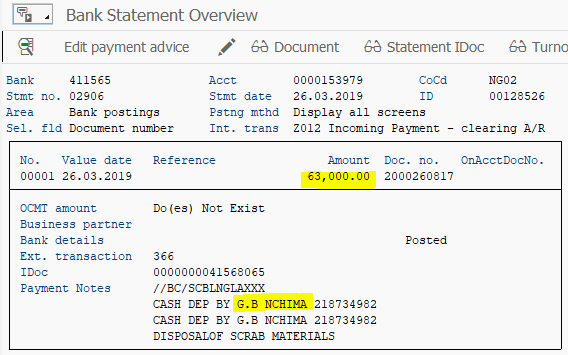 Bank Statement Overview
Edit payment advice Document Statement IDoc Turno
Bank 411565 Acct 0000153979 CoCd NG02
Stmt no. 02906 Stmt date 26.03.2019 ID 00128526
Area Bank postings Pstng mthd Display all screens
Sel. fld Document number Int. trans Z012 Incoming Payment - clearing A/R
No. Value date Reference Amount Doc. no. OnAcctDocNo.
00001 26.03.2019 63,000.00 2000260817
OCMT amount Do(es) Not Exist
Business partner
Bank details Posted
Ext. transaction 366
IDoc 0000000041568065
Payment Notes //BC/SCBLNGLAXXX
CASH DEP BY G.B NCHIMA 218734982
CASH DEP BY G.B NCHIMA 218734982
DISPOSALOF SCRAB MATERIALS